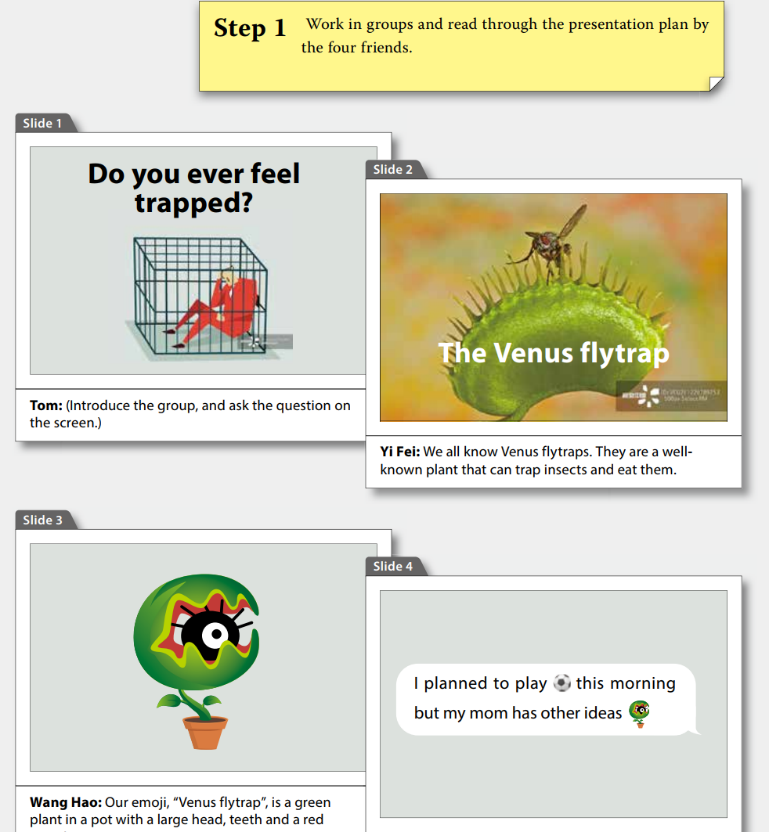 Step 1 Work in groups and read through the presentation plan by
the four friends.
Slide 1
Do you ever feel
trapped?
Tom: (Introduce the group, and ask the question on
the screen.)
Slide 2
The Venus flytrap
Yi Fei: We all know Venus flytraps. They are a well-
known plant that can trap insects and eat them.
Slide 3
Wang Hao: Our emoji, “Venus flytrap”, is a green
plant in a pot with a large head, teeth and a red
Slide 4
I planned to play this morning
but my mom has other ideas